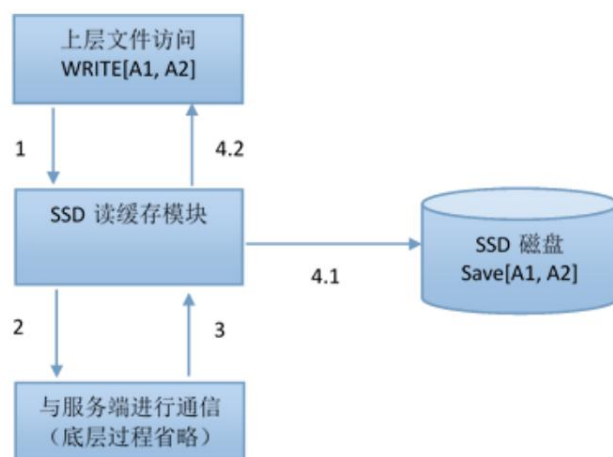 上层文件访问
WRITE[A1, A2]
1
4.2
SSD 读缓存模块
SSD 磁盘
Save[A1, A2]
4.1
2
3
与服务端进行通信
（底层过程省略）